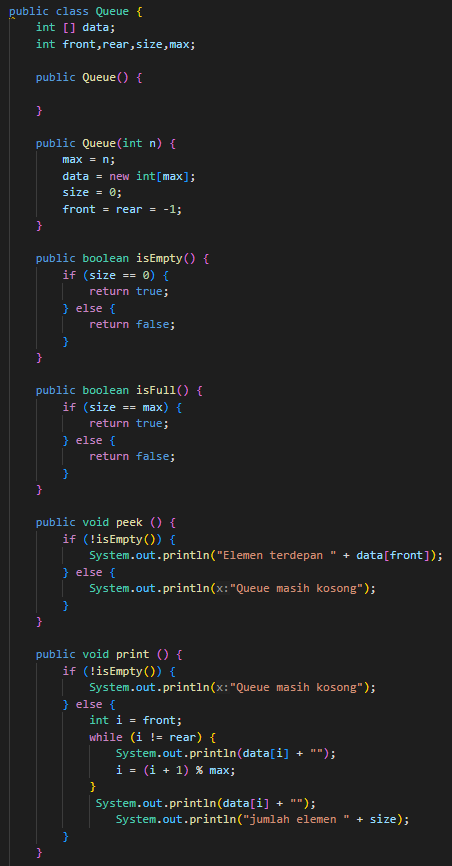 public class Queue {
    int [] data;
    int front,rear,size,max;

    public Queue() {

    }

    public Queue(int n) {
        max = n;
        data = new int[max];
        size = 0;
        front = rear = -1;
    }

    public boolean isEmpty() {
        if (size == 0) {
            return true;
        } else {
            return false;
        }
    }

    public boolean isFull() {
        if (size == max) {
            return true;
        } else {
            return false;
        }
    }

    public void peek () {
        if (!isEmpty()) {
            System.out.println("Elemen terdepan " + data[front]);
        } else {
            System.out.println(x:"Queue masih kosong");
        }
    }

    public void print () {
        if (!isEmpty()) {
            System.out.println(x:"Queue masih kosong");
        } else {
            int i = front;
            while (i != rear) {
                System.out.println(data[i] + "");
                i = (i + 1) % max;
            }
             System.out.println(data[i] + "");
                System.out.println("jumlah elemen " + size);
        }
    }